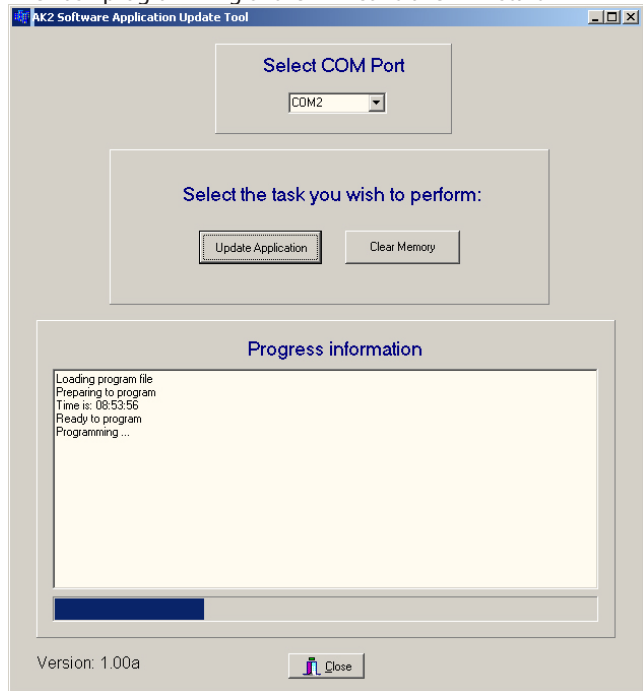 AK2 Software Application Update Tool
Select COM Port
COM2
Select the task you wish to perform:
Update Application
Clear Memory
Progress information
Loading program file
Preparing to program
Time is: 08:53:56
Ready to program
Programming ...
Version: 1.00a
Close